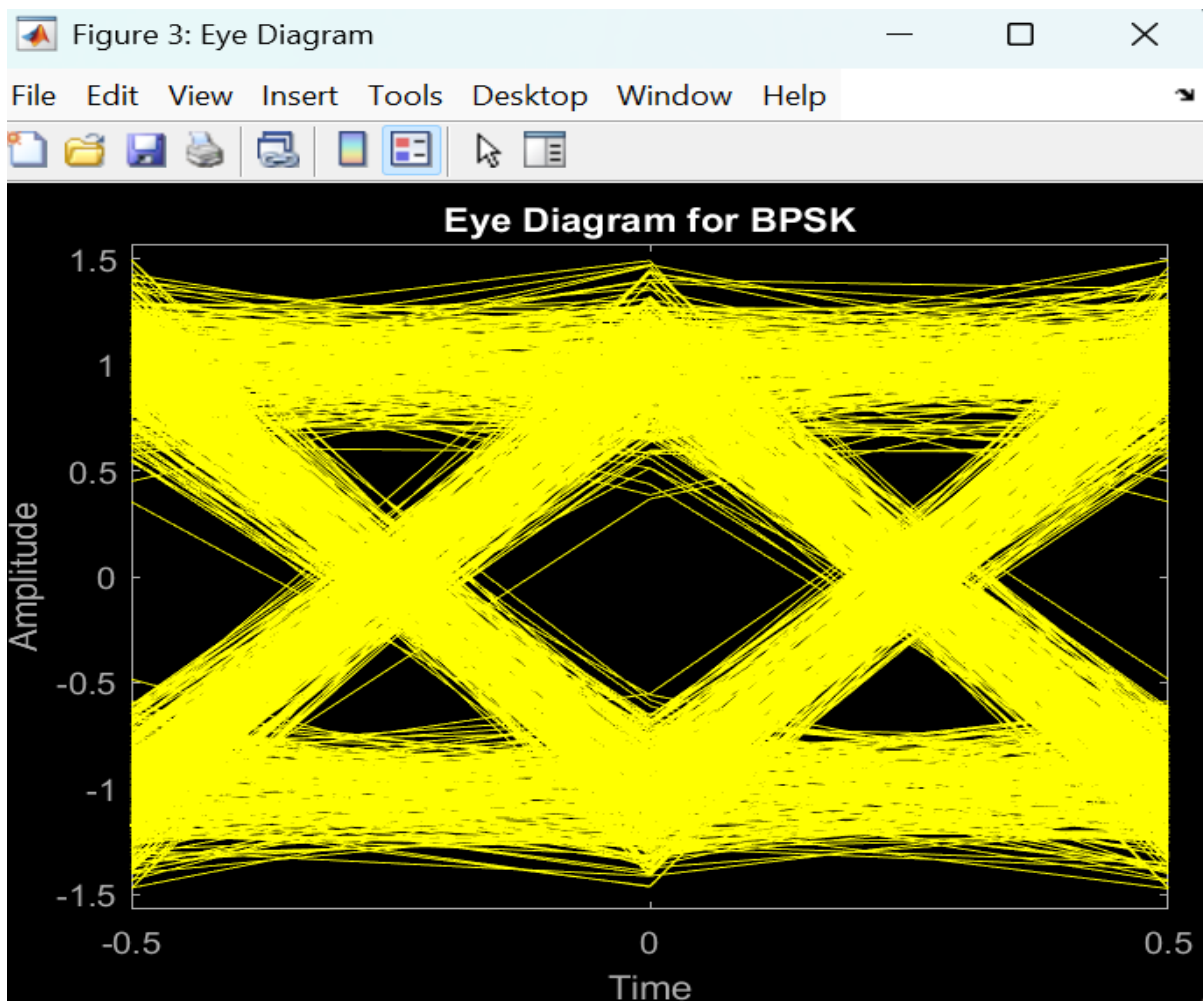 Figure 3: Eye Diagram
File Edit View Insert Tools Desktop Window Help
Eye Diagram for BPSK
1.5
1
0.5
0
-0.5
-1
-1.5
Amplitude
-0.5 0 0.5
Time